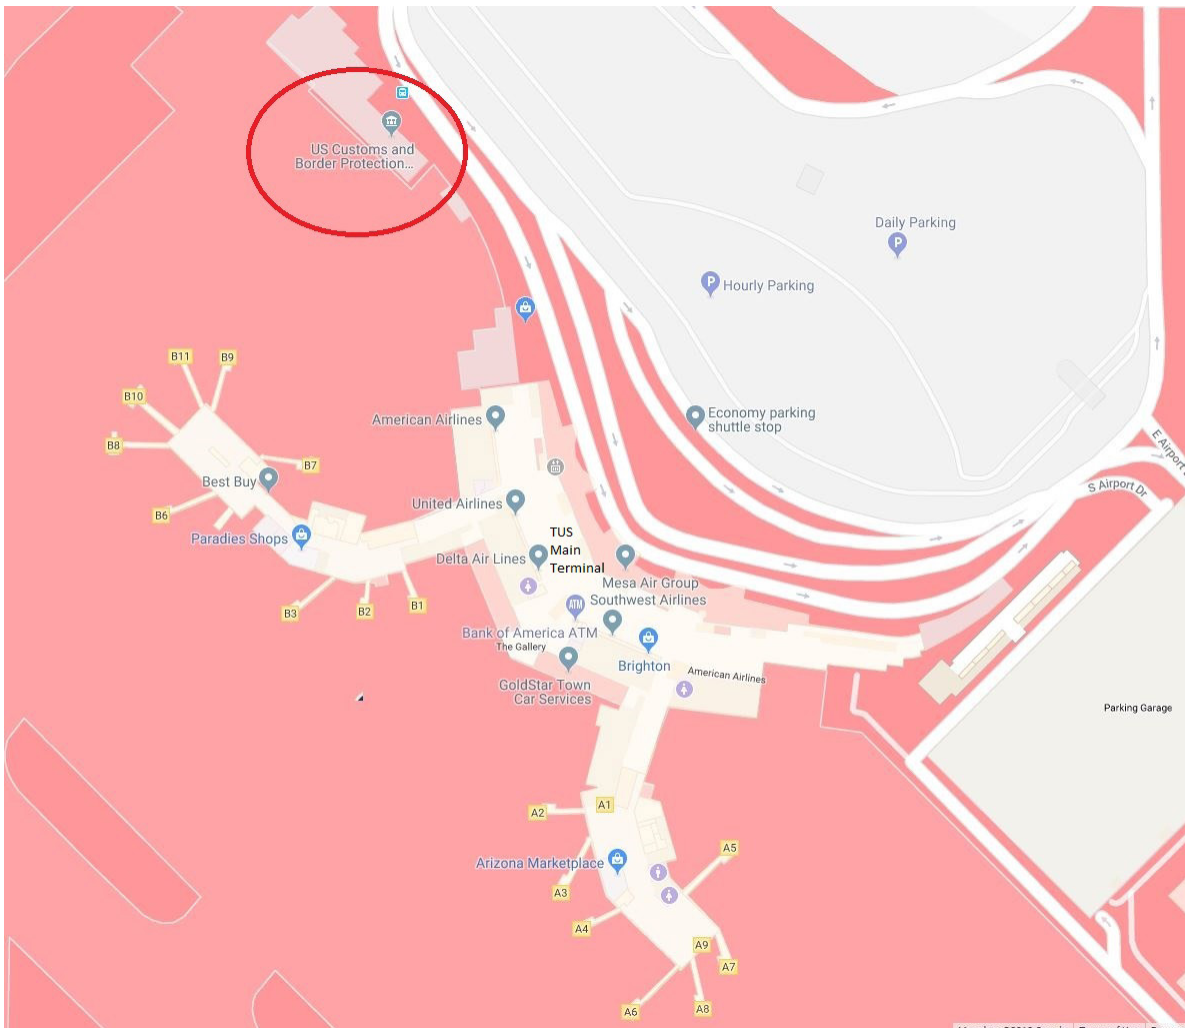 US Customs and
Border Protection...
Daily Parking
P
P
Hourly Parking
B11
B9
B10
American Airlines
Economy parking
shuttle stop
B8
B7
E Airport
Best Buy
S Airport Dr
United Airlines
B6
Paradies Shops
TUS
Main
Terminal
Delta Air Lines
Mesa Air Group
Southwest Airlines
B3
B2
B1
ATM
Bank of America ATM
The Gallery
Brighton
American Airlines
GoldStar Town
Car Services
Parking Garage
A2
A1
A5
Arizona Marketplace
A3
A4
A9
A7
A6
A8